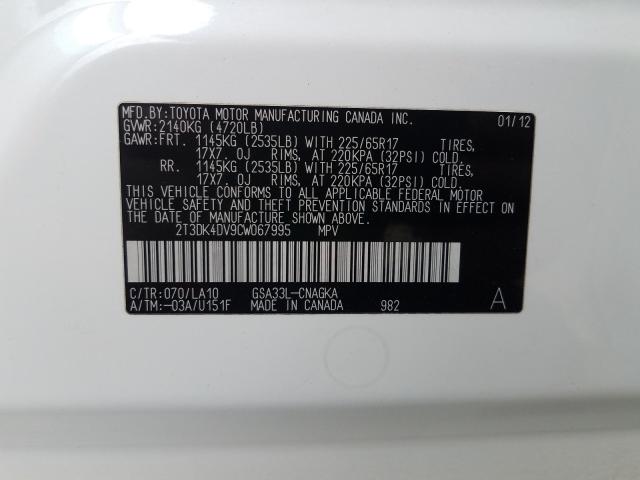 MFD.BY:TOYOTA MOTOR MANUFACTURING CANADA INC. 01/12
GVWR:2140KG (4720LB)
GAWR:FRT. 1145KG (2535LB) WITH 225/65R17 TIRES,
17X7. 0J RIMS, AT 220KPA (32PSI) COLD.
RR. 1145KG (2535LB) WITH 225/65R17 TIRES,
17X7. 0J RIMS, AT 220KPA (32PSI) COLD.
THIS VEHICLE CONFORMS TO ALL APPLICABLE FEDERAL MOTOR
VEHICLE SAFETY AND THEFT PREVENTION STANDARDS IN EFFECT ON
THE DATE OF MANUFACTURE SHOWN ABOVE.
2T3DK4DV9CW067995 MPV
C/TR:070/LA10 GSA33L-CNAGKA
A/TM:-03A/U151F MADE IN CANADA 982 A